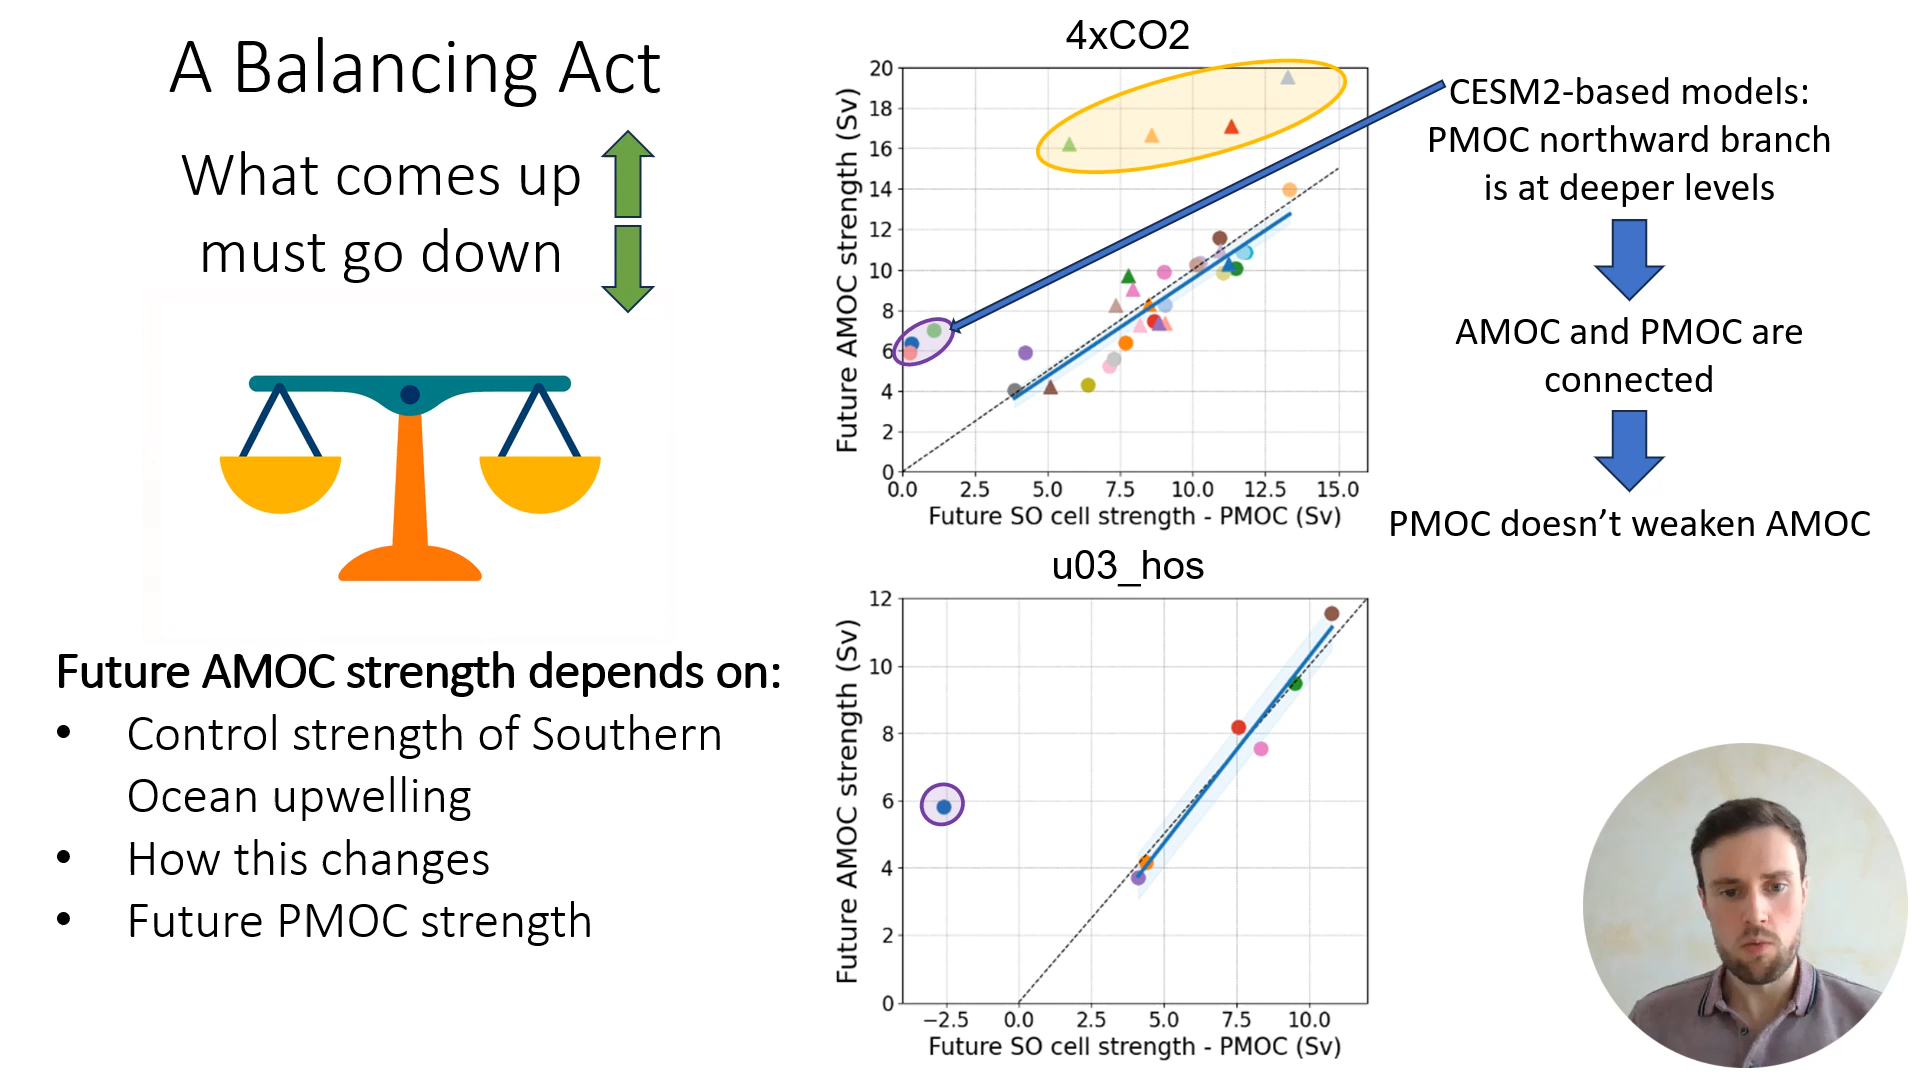 A Balancing Act
What comes up
must go down
Future AMOC strength depends on:
• Control strength of Southern
Ocean upwelling
• How this changes
• Future PMOC strength
4xCO2
Future AMOC strength (Sv)
20
18
16
14
12
10
8
6
4
2
0
0.0 2.5 5.0 7.5 10.0 12.5 15.0
Future SO cell strength - PMOC (Sv)
u03_hos
Future AMOC strength (Sv)
12
10
8
6
4
2
0
−2.5 0.0 2.5 5.0 7.5 10.0
Future SO cell strength - PMOC (Sv)
CESM2-based models:
PMOC northward branch
is at deeper levels
AMOC and PMOC are
connected
PMOC doesn’t weaken AMOC